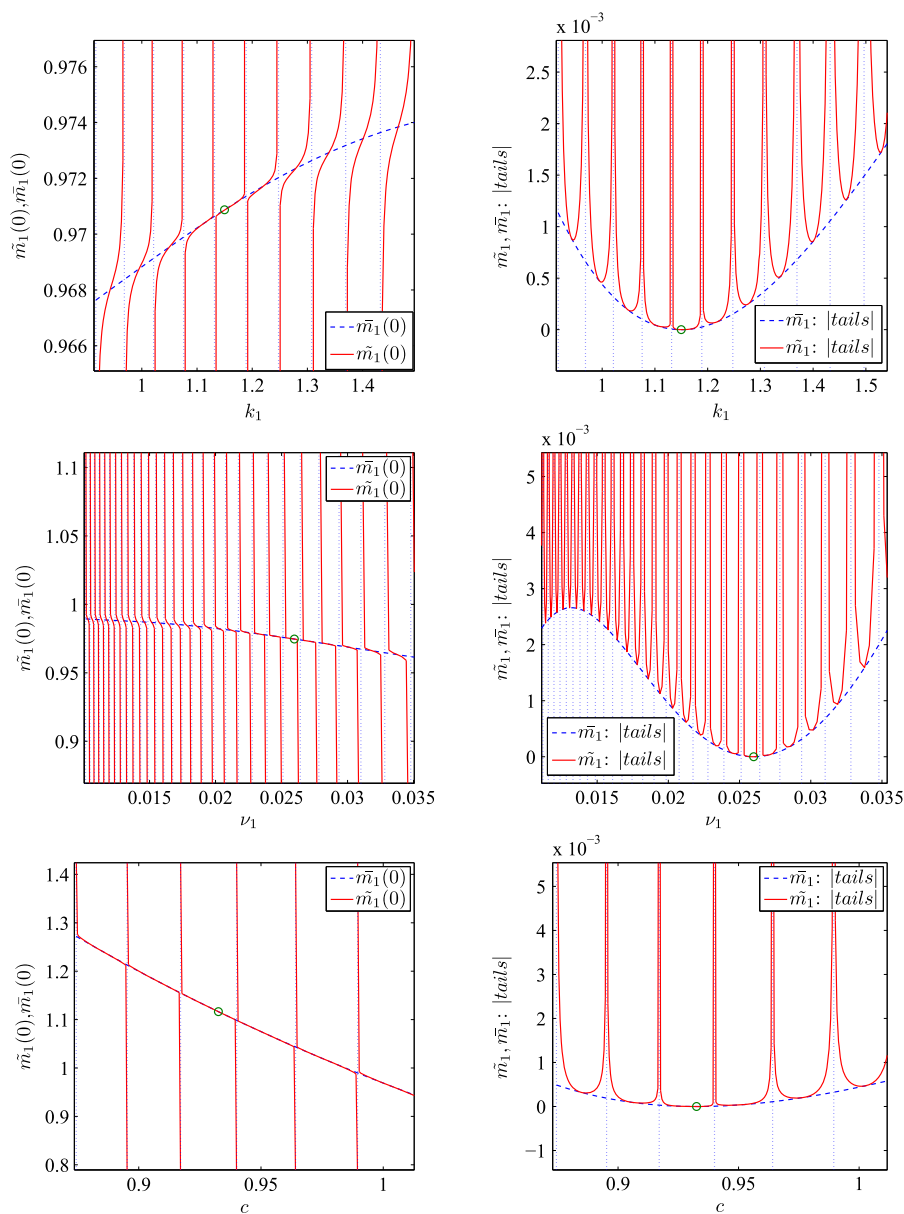 0.976
0.974
0.972
0.97
0.968
0.966
m̃₁(0),m̄₁(0)
1
1.1
1.2
1.3
1.4
k₁
m̄₁(0)
m̃₁(0)
x 10⁻³
2.5
2
1.5
1
0.5
0
m̃₁, m̄₁: |tails|
1
1.1
1.2
1.3
1.4
1.5
k₁
m̄₁: |tails|
m̃₁: |tails|
1.1
1.05
1
0.95
0.9
m̃₁(0),m̄₁(0)
0.015
0.02
0.025
0.03
0.035
ν₁
m̄₁(0)
m̃₁(0)
x 10⁻³
5
4
3
2
1
0
m̃₁, m̄₁: |tails|
0.015
0.02
0.025
0.03
0.035
ν₁
m̄₁: |tails|
m̃₁: |tails|
1.4
1.3
1.2
1.1
1
0.9
0.8
m̃₁(0),m̄₁(0)
0.9
0.95
1
c
m̄₁(0)
m̃₁(0)
x 10⁻³
5
4
3
2
1
0
−1
m̃₁, m̄₁: |tails|
0.9
0.95
1
c
m̄₁: |tails|
m̃₁: |tails|